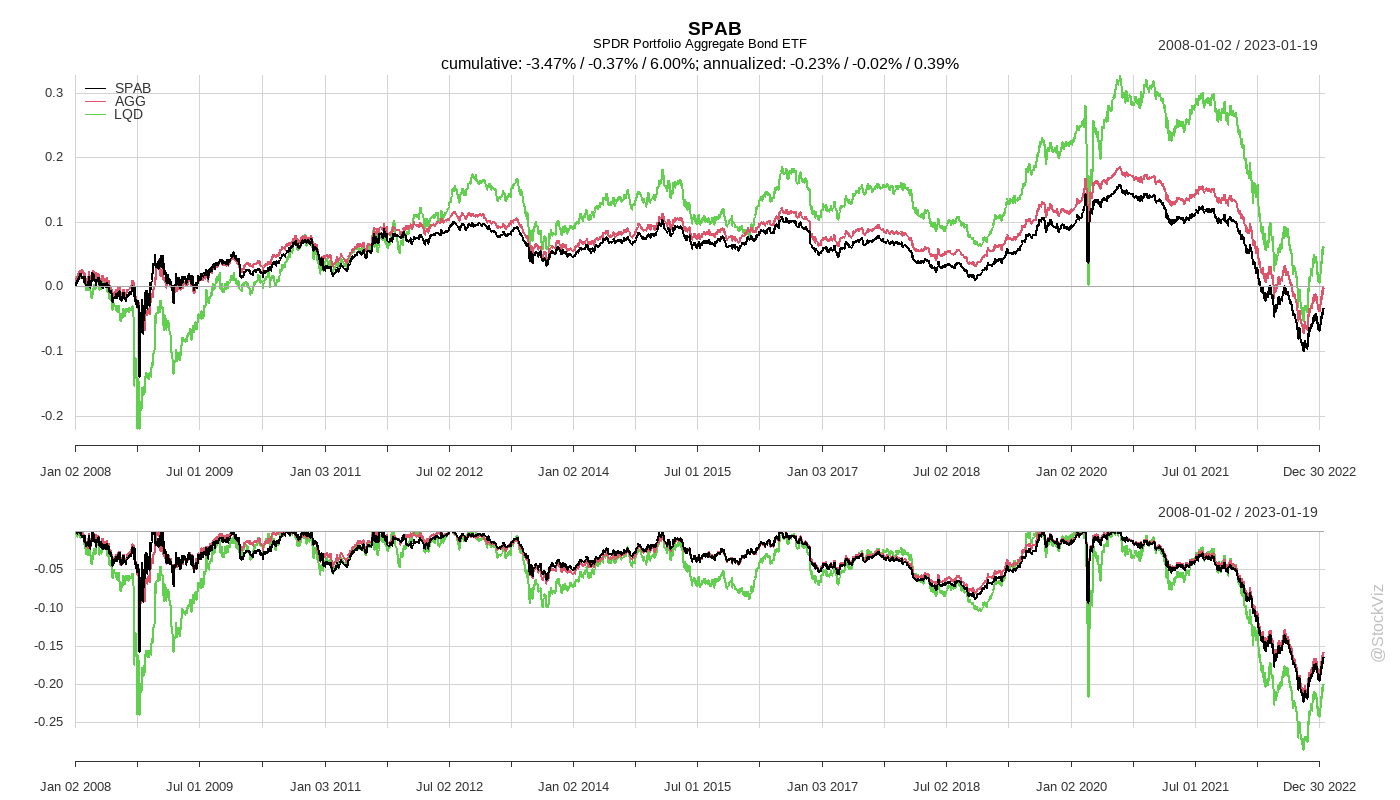 SPAB
SPDR Portfolio Aggregate Bond ETF
2008-01-02 / 2023-01-19
cumulative: -3.47% / -0.37% / 6.00%; annualized: -0.23% / -0.02% / 0.39%
SPAB
AGG
LQD
0.3
0.2
0.1
0.0
-0.1
-0.2
Jan 02 2008 Jul 01 2009 Jan 03 2011 Jul 02 2012 Jan 02 2014 Jul 01 2015 Jan 03 2017 Jul 02 2018 Jan 02 2020 Jul 01 2021 Dec 30 2022
2008-01-02 / 2023-01-19
-0.05
-0.10
-0.15
-0.20
-0.25
Jan 02 2008 Jul 01 2009 Jan 03 2011 Jul 02 2012 Jan 02 2014 Jul 01 2015 Jan 03 2017 Jul 02 2018 Jan 02 2020 Jul 01 2021 Dec 30 2022
@StockViz